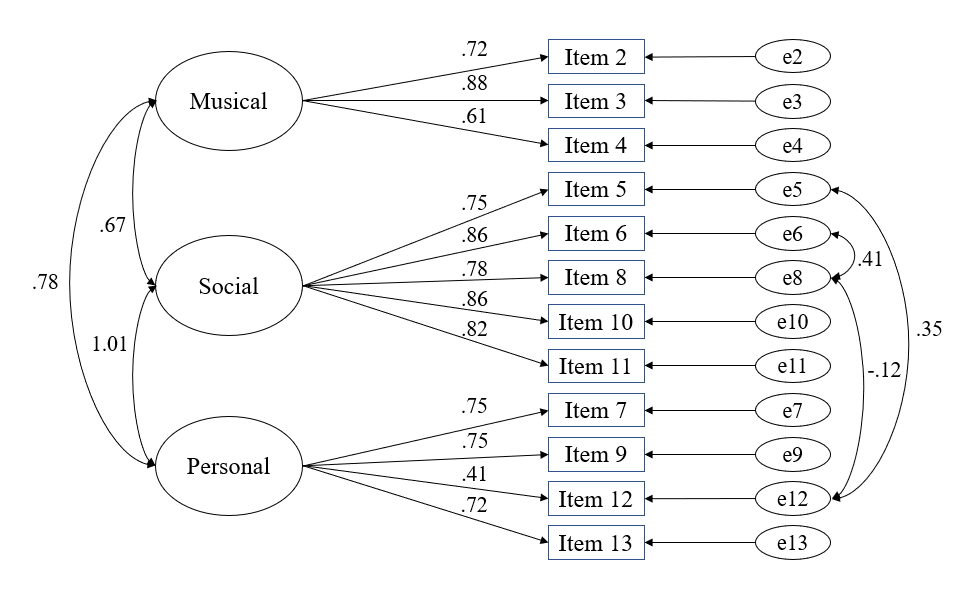 .72
Item 2
e2
.88
Musical
Item 3
e3
.61
Item 4
e4
.75
Item 5
e5
.67
.86
Item 6
e6
.41
.78
Social
.78
Item 8
e8
.86
Item 10
e10
.35
1.01
.82
Item 11
e11
-.12
.75
Item 7
e7
.75
Item 9
e9
Personal
.41
Item 12
e12
.72
Item 13
e13